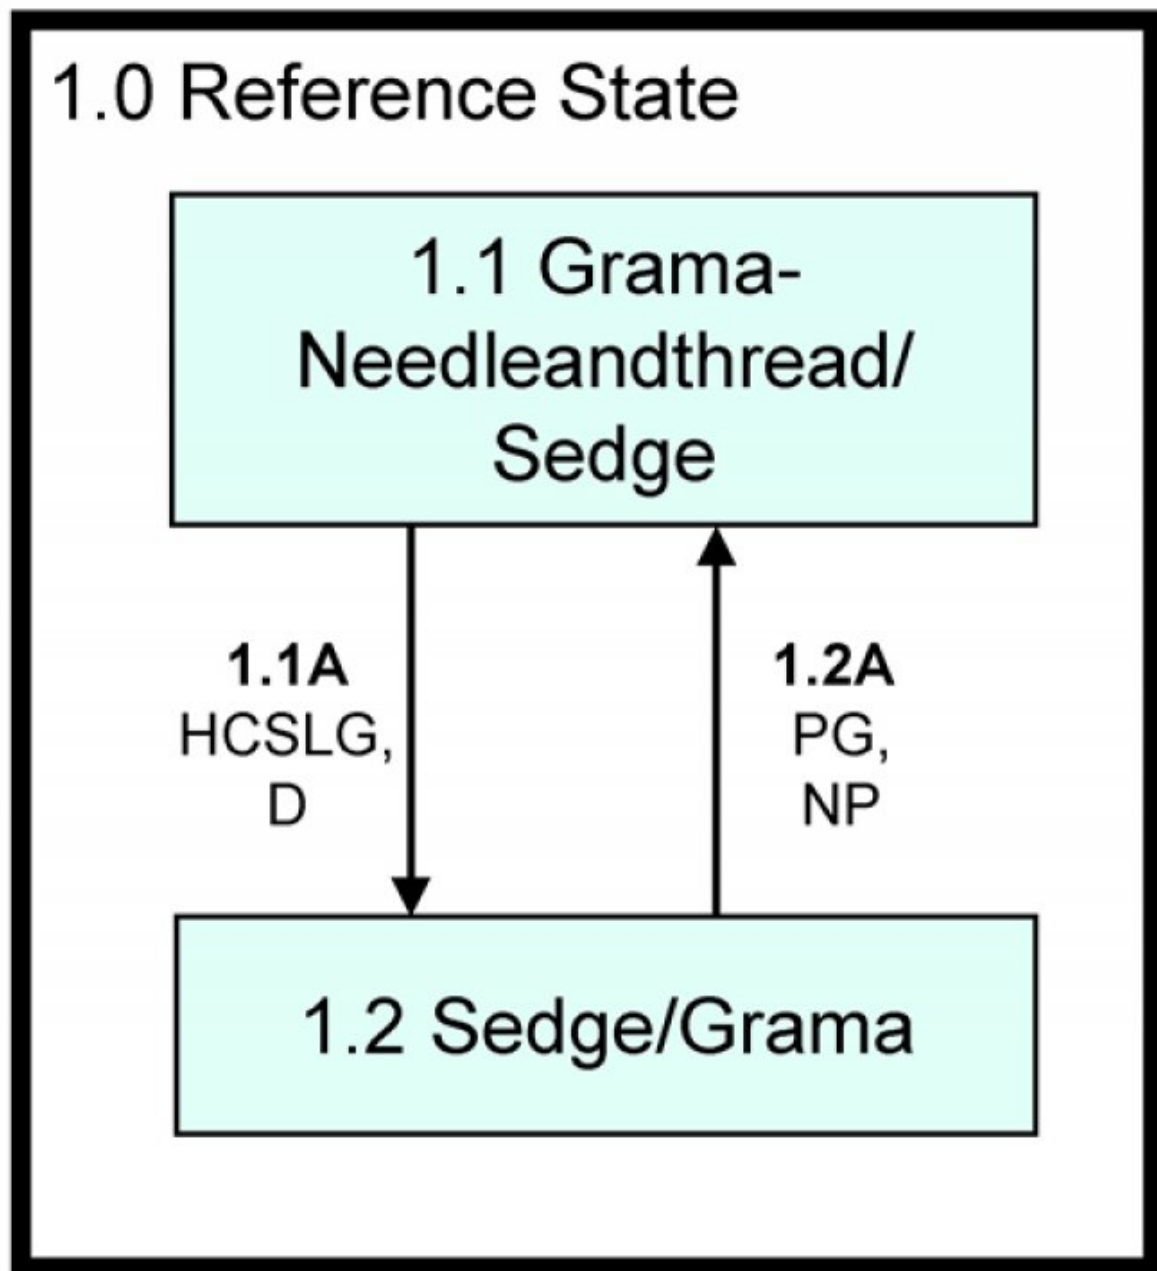 1.0 Reference State
1.1 Grama-
Needleandthread/
Sedge
1.1A
HCSLG,
D
1.2A
PG,
NP
1.2 Sedge/Grama